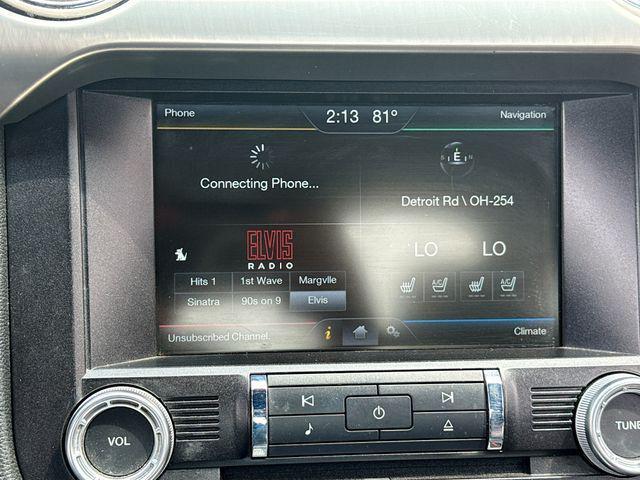 Phone
2:13 81°
Navigation
Connecting Phone...
S E N
Detroit Rd \ OH-254
ELVIS
RADIO
LO LO
Hits 1 1st Wave Margvlle
Sinatra 90s on 9 Elvis
A/C A/C
Unsubscribed Channel.
i
Climate
VOL
TUNE